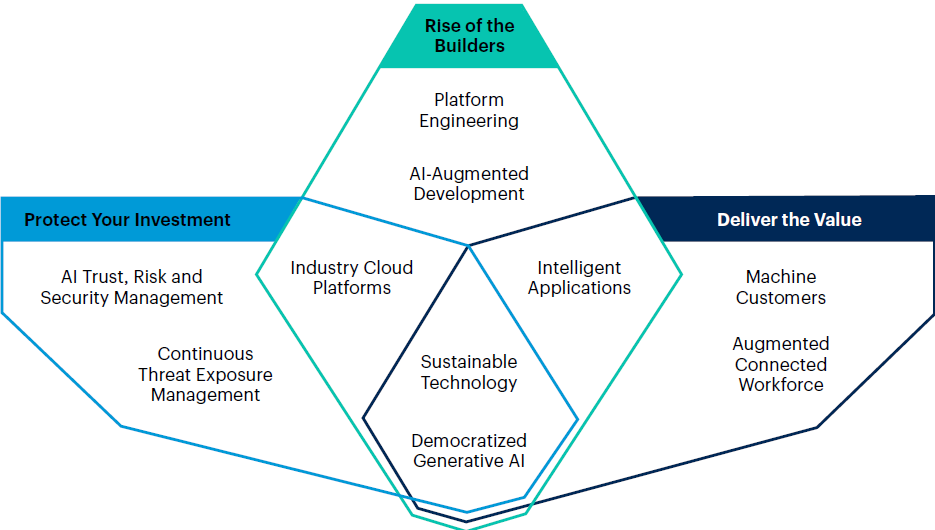 Rise of the
Builders
Platform
Engineering
AI-Augmented
Development
Protect Your Investment
Deliver the Value
AI Trust, Risk and
Security Management
Continuous
Threat Exposure
Management
Industry Cloud
Platforms
Intelligent
Applications
Sustainable
Technology
Democratized
Generative AI
Machine
Customers
Augmented
Connected
Workforce